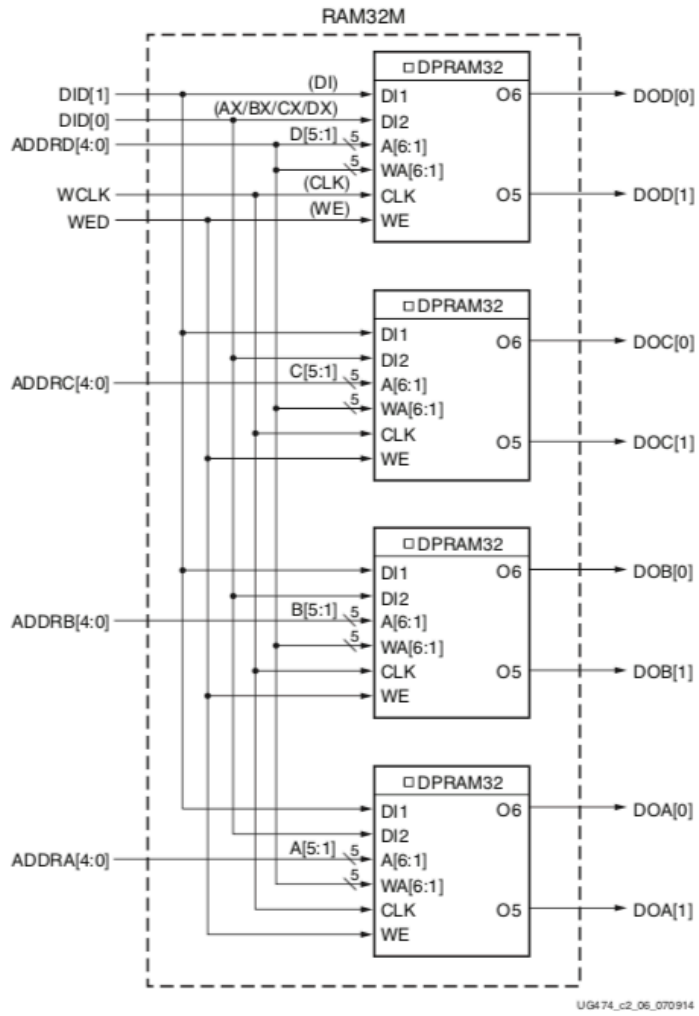 RAM32M
DPRAM32
DID[1] (DI) DI1 O6 DOD[0]
DID[0] (AX/BX/CX/DX) DI2
ADDRD[4:0] D[5:1] 5 A[6:1]
5 WA[6:1]
WCLK (CLK) CLK O5 DOD[1]
WED (WE) WE
DPRAM32
DI1 O6 DOC[0]
DI2
ADDRC[4:0] C[5:1] 5 A[6:1]
5 WA[6:1]
CLK O5 DOC[1]
WE
DPRAM32
DI1 O6 DOB[0]
DI2
ADDRB[4:0] B[5:1] 5 A[6:1]
5 WA[6:1]
CLK O5 DOB[1]
WE
DPRAM32
DI1 O6 DOA[0]
DI2
ADDRA[4:0] A[5:1] 5 A[6:1]
5 WA[6:1]
CLK O5 DOA[1]
WE
UG474_c2_06_070914